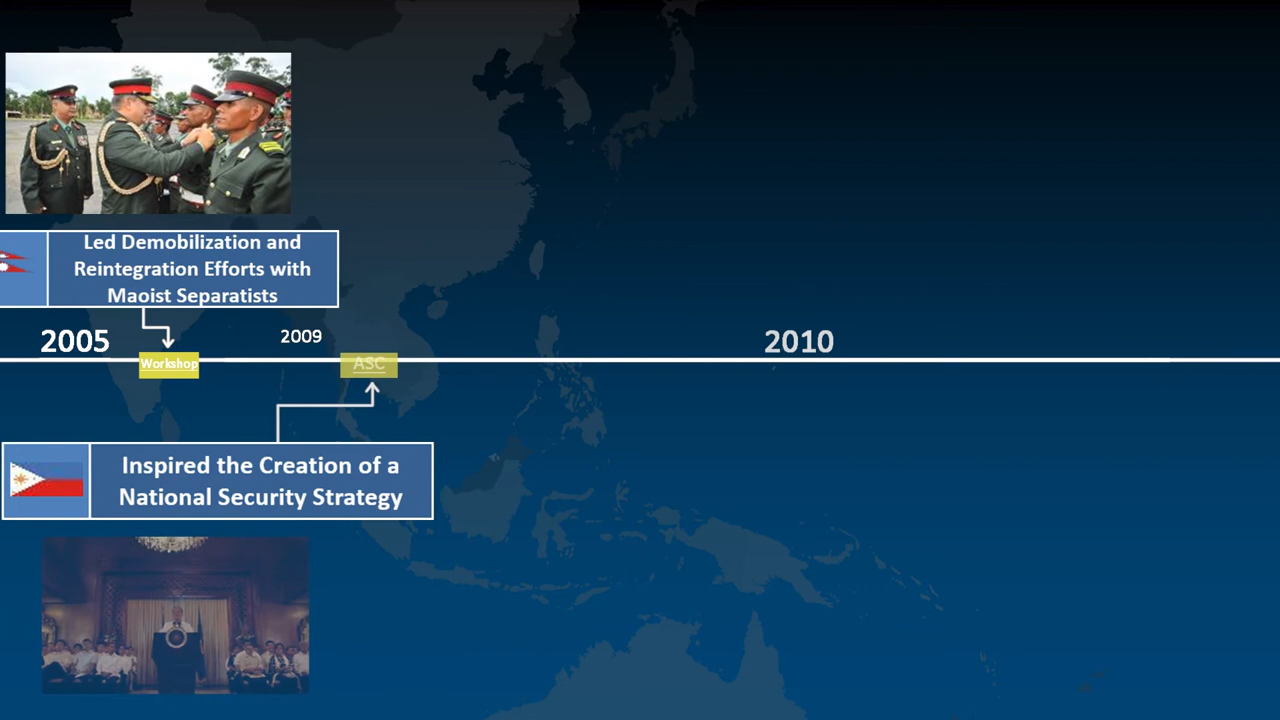 Led Demobilization and
Reintegration Efforts with
Maoist Separatists
2005
2009
2010
Workshop
ASC
Inspired the Creation of a
National Security Strategy